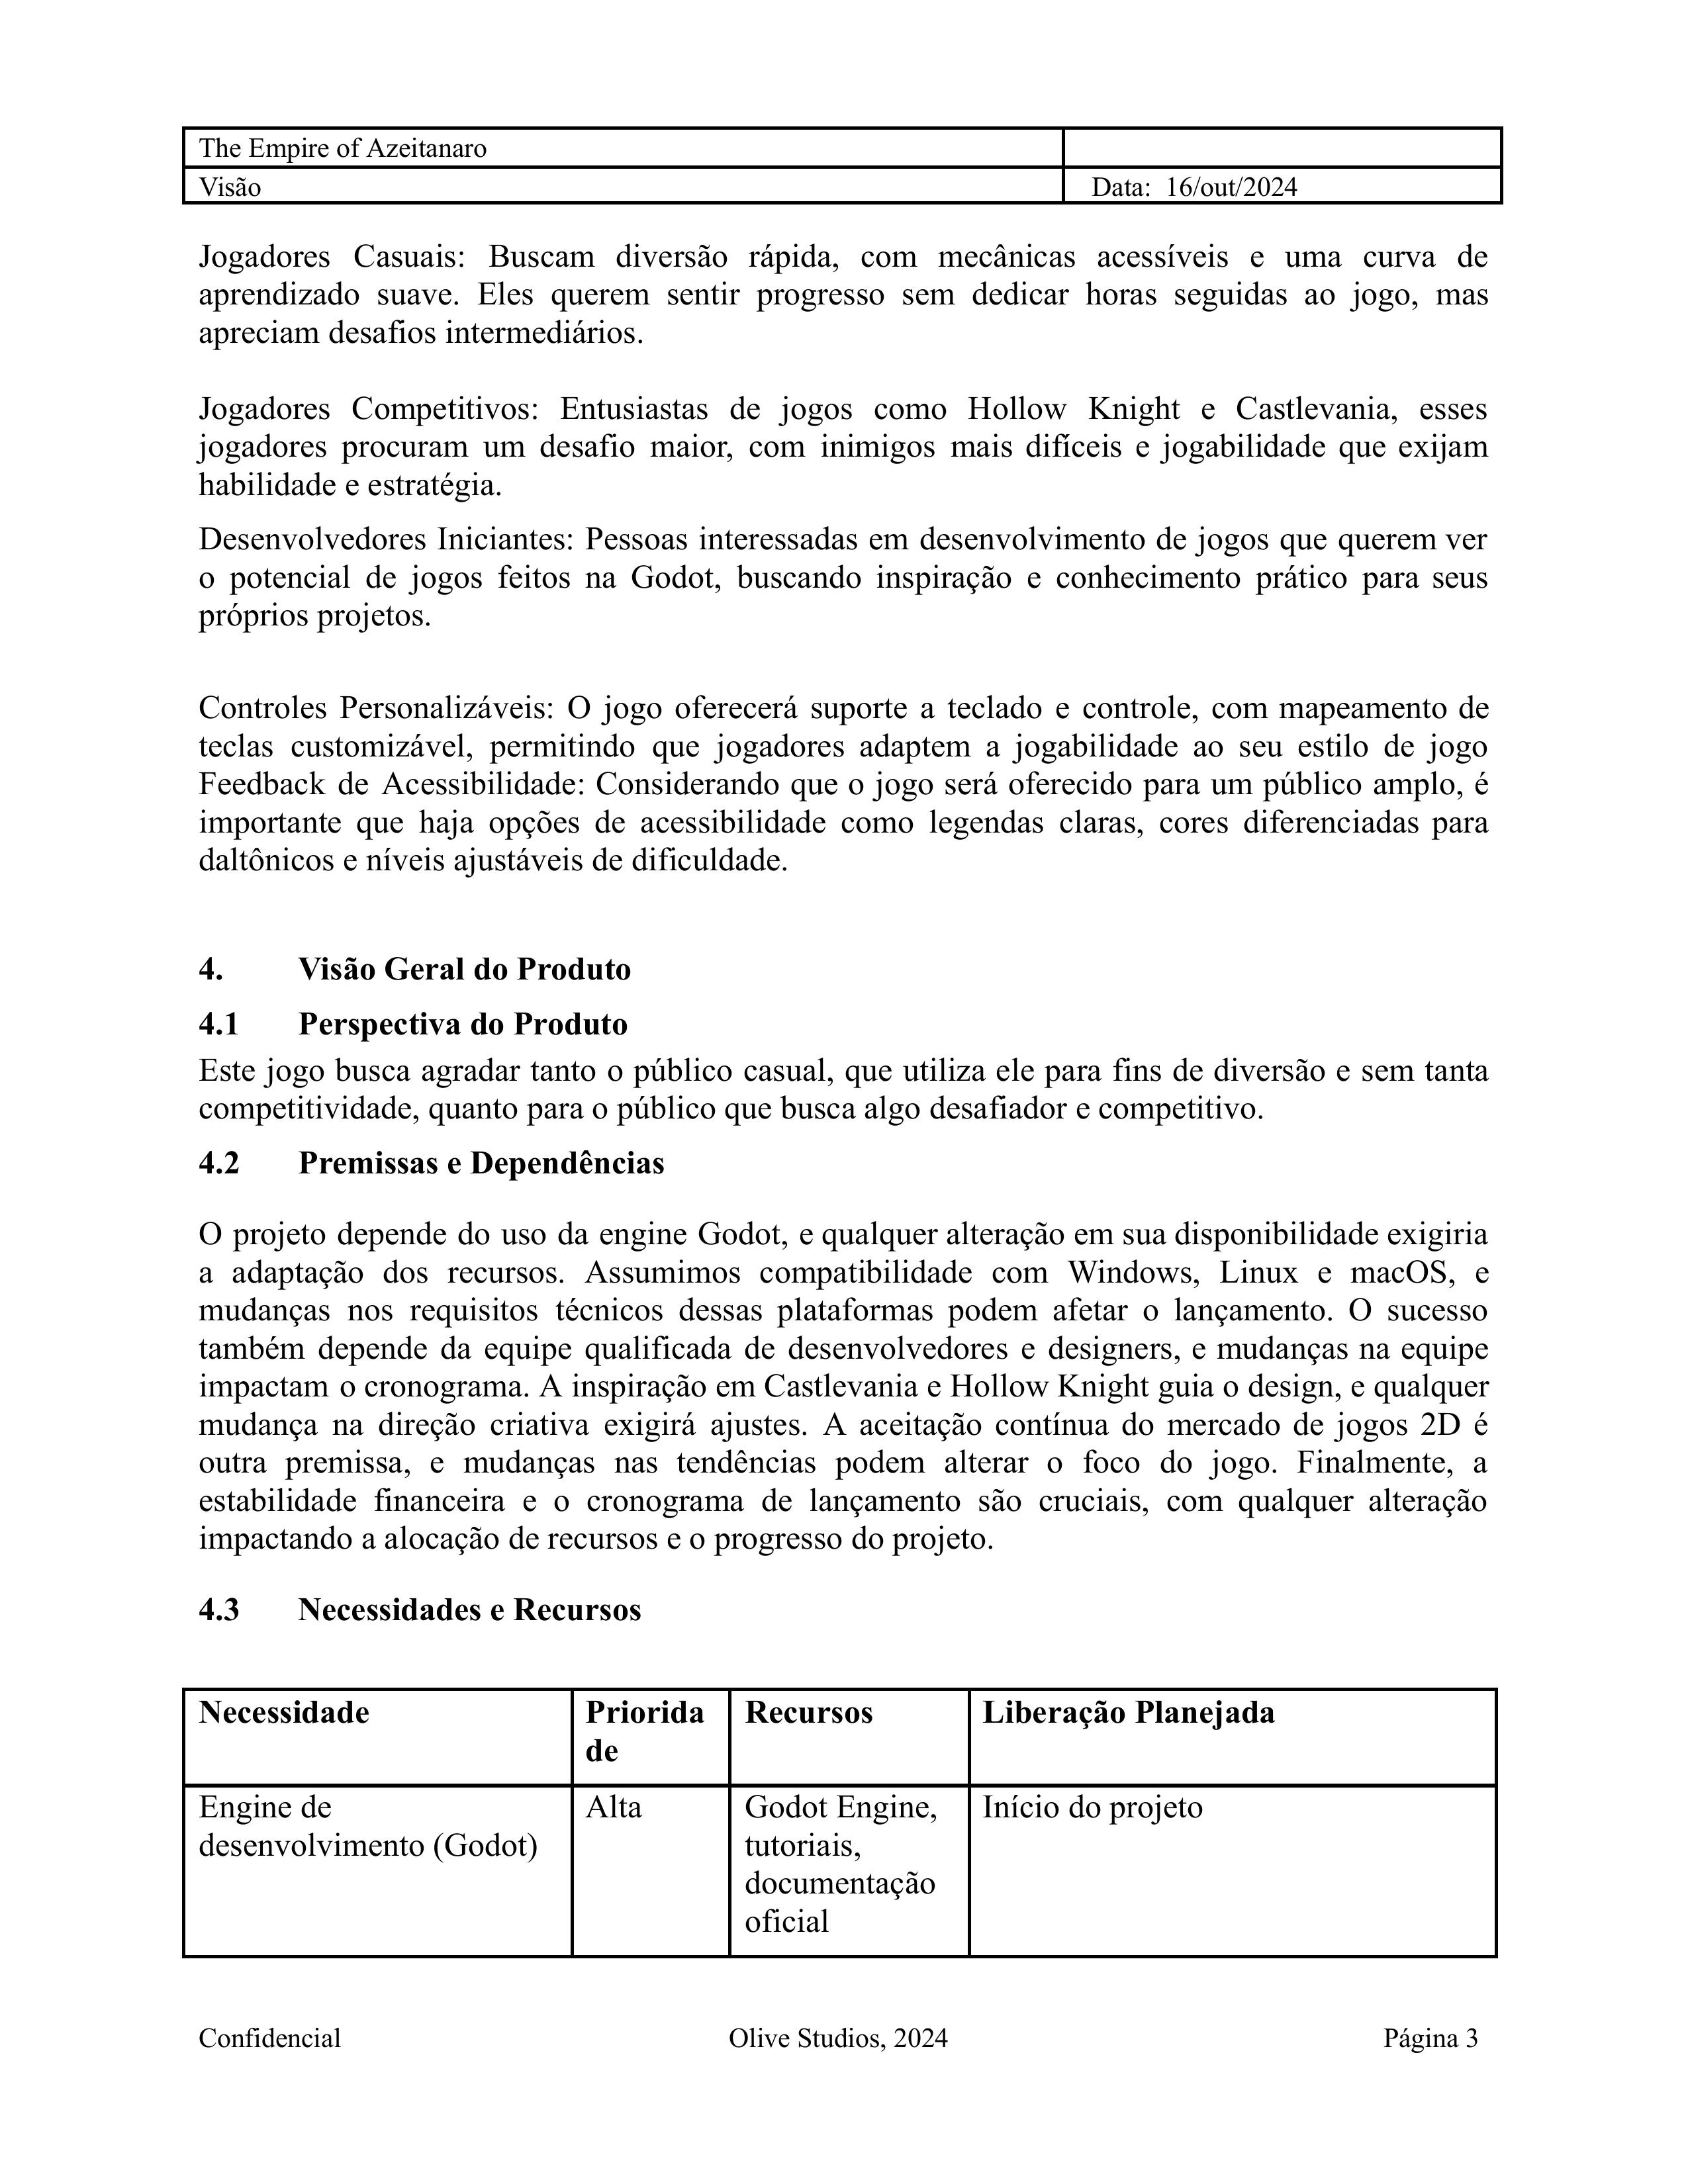 The Empire of Azeitanaro
Visão Data: 16/out/2024
Jogadores Casuais: Buscam diversão rápida, com mecânicas acessíveis e uma curva de
aprendizado suave. Eles querem sentir progresso sem dedicar horas seguidas ao jogo, mas
apreciam desafios intermediários.
Jogadores Competitivos: Entusiastas de jogos como Hollow Knight e Castlevania, esses
jogadores procuram um desafio maior, com inimigos mais difíceis e jogabilidade que exijam
habilidade e estratégia.
Desenvolvedores Iniciantes: Pessoas interessadas em desenvolvimento de jogos que querem ver
o potencial de jogos feitos na Godot, buscando inspiração e conhecimento prático para seus
próprios projetos.
Controles Personalizáveis: O jogo oferecerá suporte a teclado e controle, com mapeamento de
teclas customizável, permitindo que jogadores adaptem a jogabilidade ao seu estilo de jogo
Feedback de Acessibilidade: Considerando que o jogo será oferecido para um público amplo, é
importante que haja opções de acessibilidade como legendas claras, cores diferenciadas para
daltônicos e níveis ajustáveis de dificuldade.
4. Visão Geral do Produto
4.1 Perspectiva do Produto
Este jogo busca agradar tanto o público casual, que utiliza ele para fins de diversão e sem tanta
competitividade, quanto para o público que busca algo desafiador e competitivo.
4.2 Premissas e Dependências
O projeto depende do uso da engine Godot, e qualquer alteração em sua disponibilidade exigiria
a adaptação dos recursos. Assumimos compatibilidade com Windows, Linux e macOS, e
mudanças nos requisitos técnicos dessas plataformas podem afetar o lançamento. O sucesso
também depende da equipe qualificada de desenvolvedores e designers, e mudanças na equipe
impactam o cronograma. A inspiração em Castlevania e Hollow Knight guia o design, e qualquer
mudança na direção criativa exigirá ajustes. A aceitação contínua do mercado de jogos 2D é
outra premissa, e mudanças nas tendências podem alterar o foco do jogo. Finalmente, a
estabilidade financeira e o cronograma de lançamento são cruciais, com qualquer alteração
impactando a alocação de recursos e o progresso do projeto.
4.3 Necessidades e Recursos
Necessidade
Priorida
de
Recursos
Liberação Planejada
Engine de
desenvolvimento (Godot)
Alta
Godot Engine,
tutoriais,
documentação
oficial
Início do projeto
Confidencial Olive Studios, 2024 Página 3